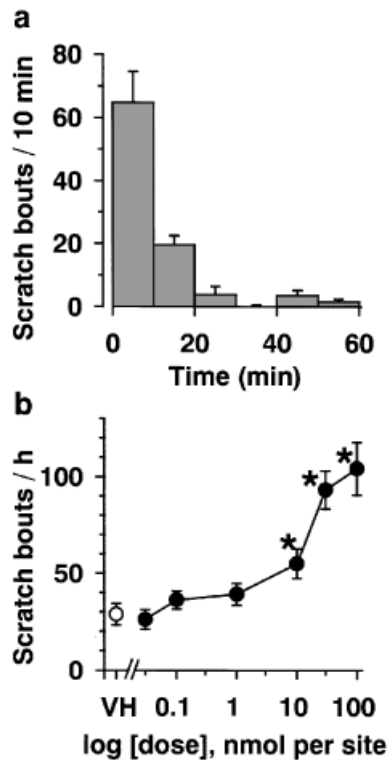 a
Scratch bouts / 10 min
80
60
40
20
0
0 20 40 60
Time (min)
b
Scratch bouts / h
100
50
0
* * *
VH 0.1 1 10 100
log [dose], nmol per site